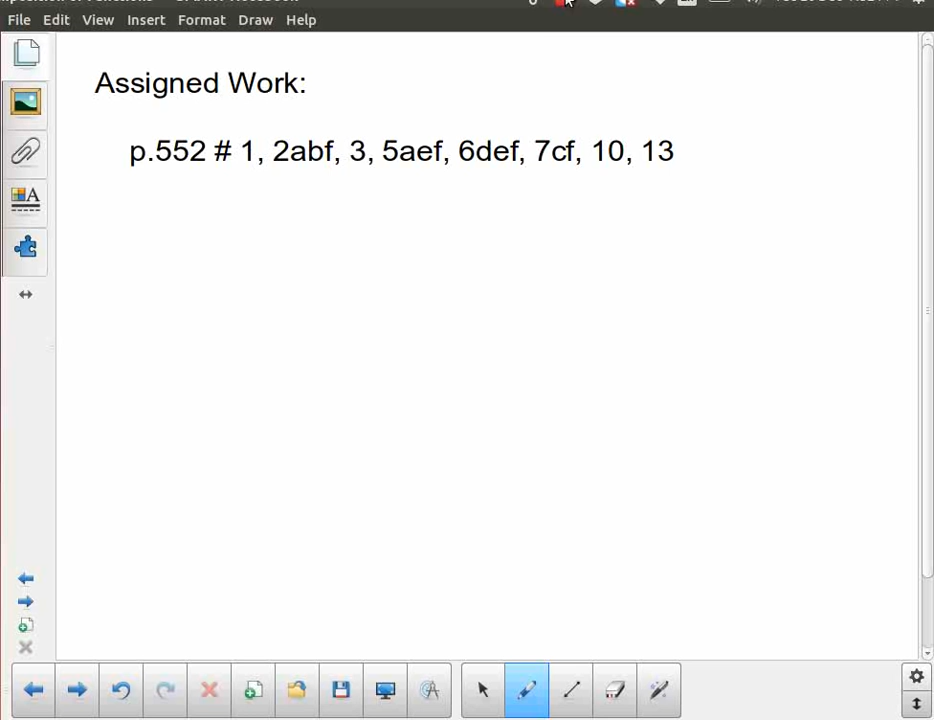 File Edit View Insert Format Draw Help
Assigned Work:
p.552 # 1, 2abf, 3, 5aef, 6def, 7cf, 10, 13